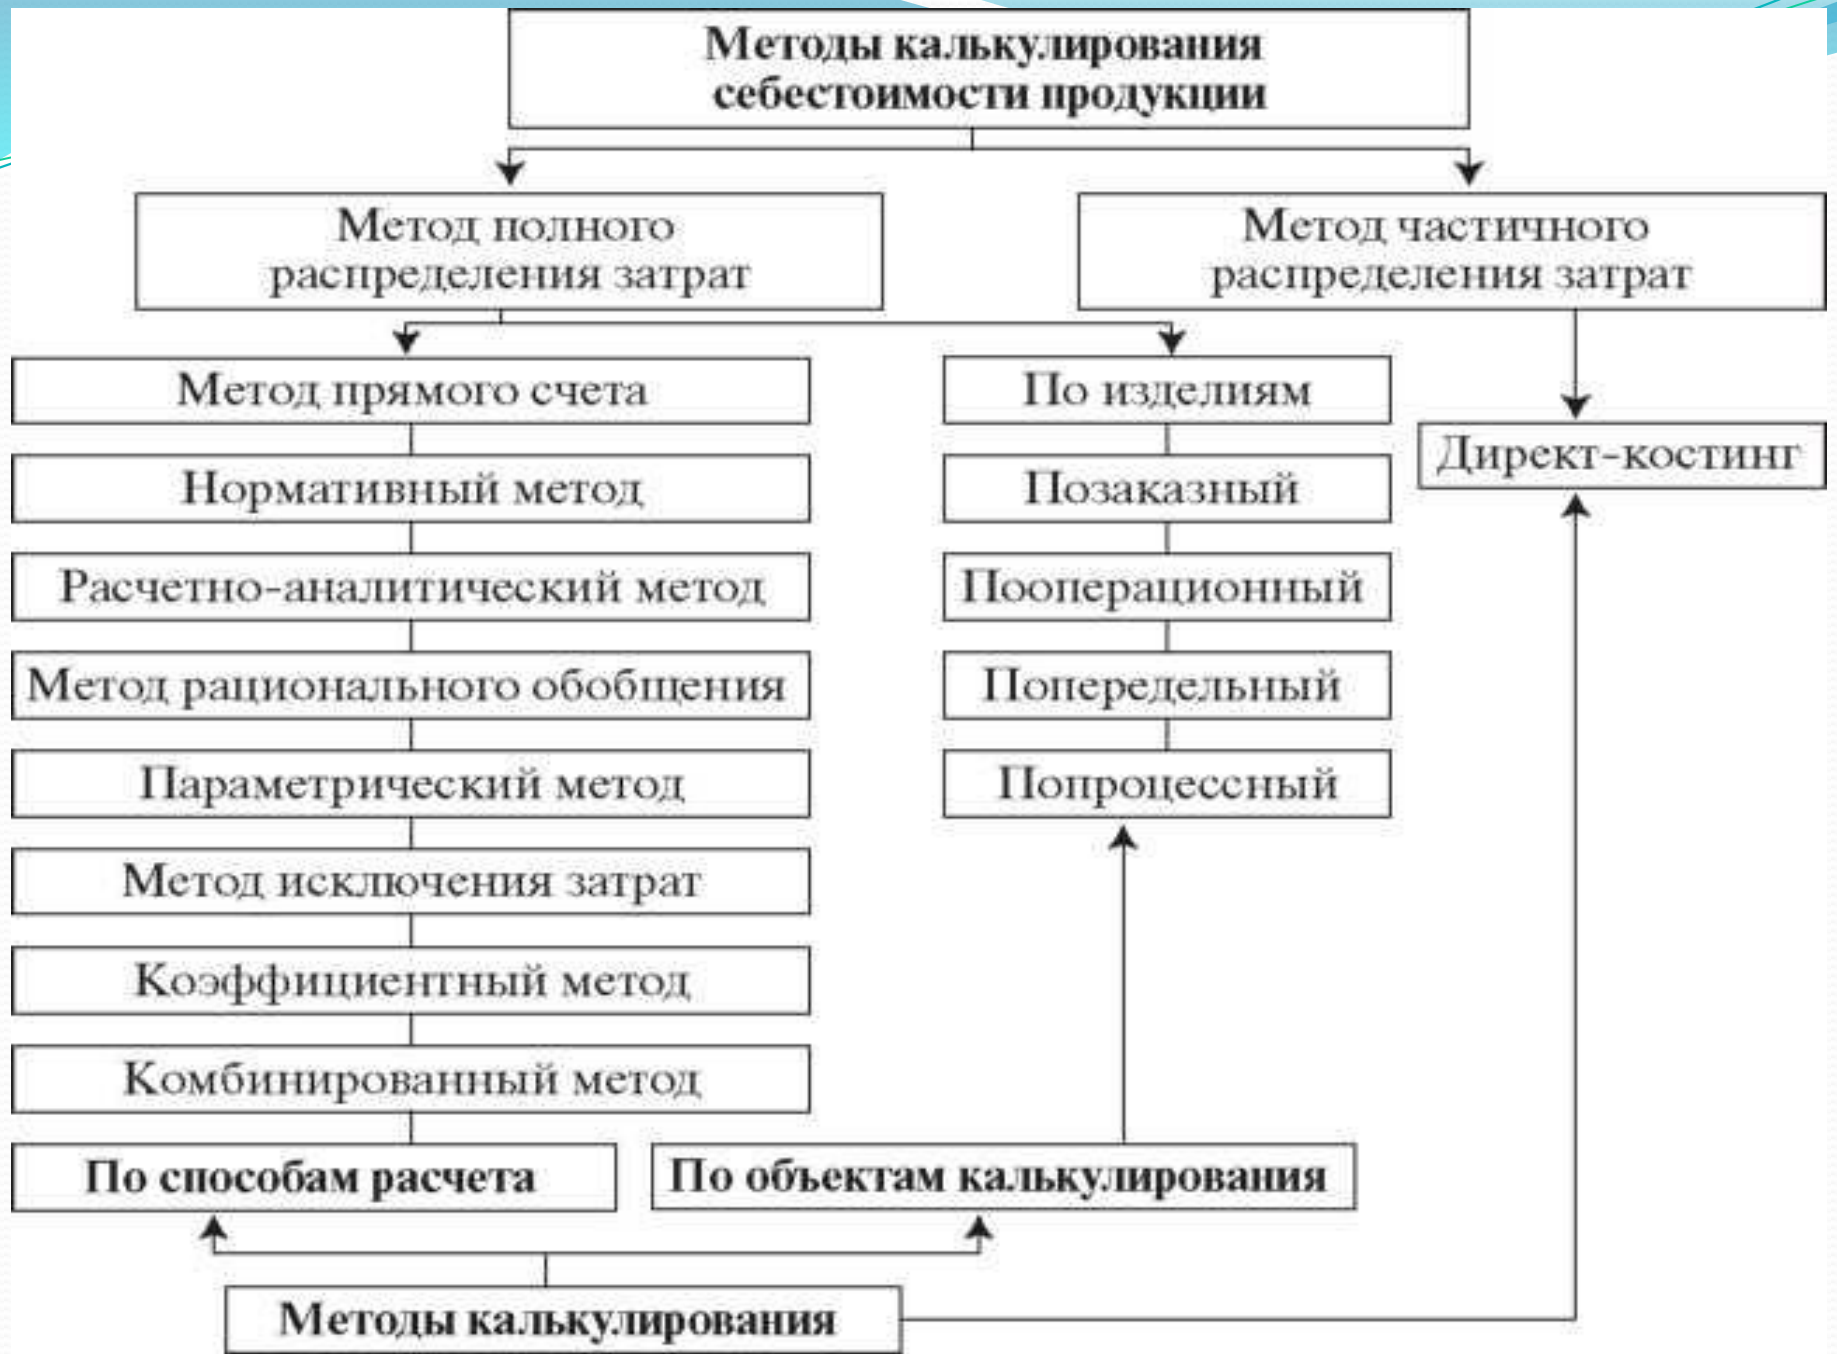 Методы калькулирования
себестоимости продукции
Метод полного
распределения затрат
Метод частичного
распределения затрат
Метод прямого счета
Нормативный метод
Расчетно-аналитический метод
Метод рационального обобщения
Параметрический метод
Метод исключения затрат
Коэффициентный метод
Комбинированный метод
По способам расчета
По изделиям
Позаказный
Пооперационный
Попередельный
Попроцессный
По объектам калькулирования
Директ-костинг
Методы калькулирования